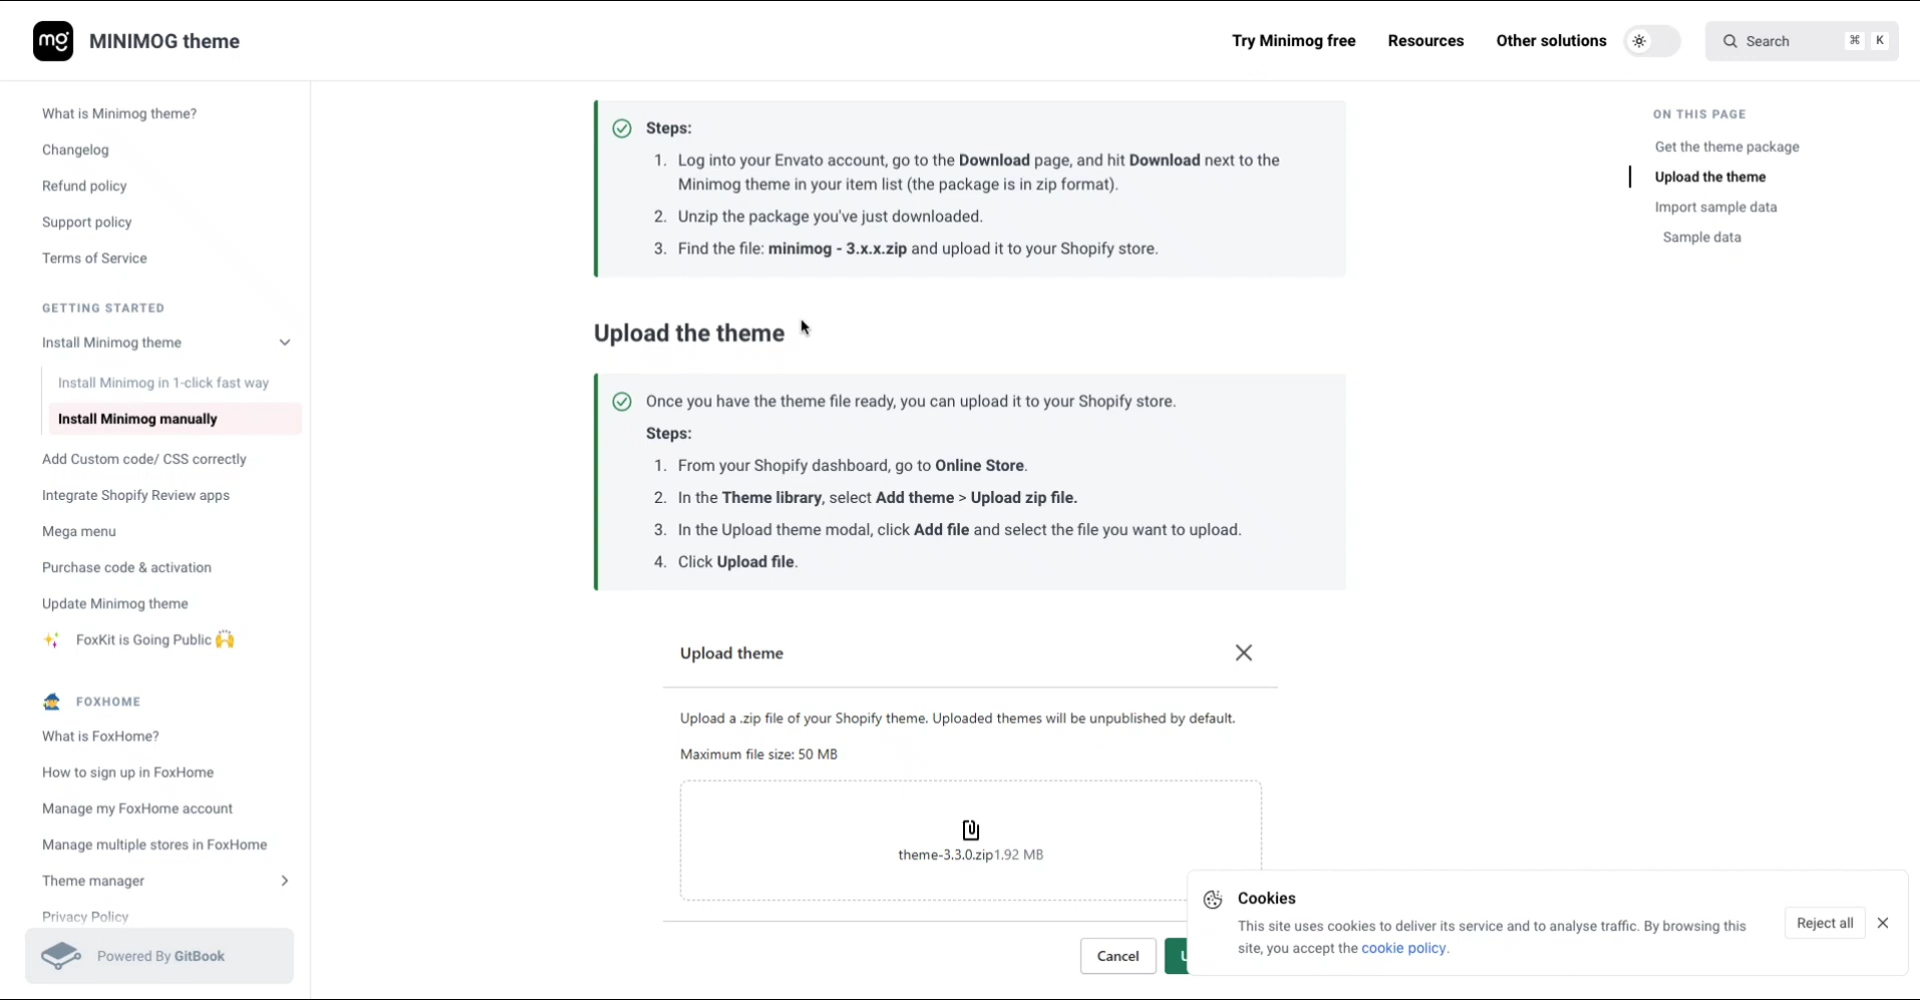 mg
MINIMOG theme
Try Minimog free
Resources
Other solutions
Search
⌘ K
What is Minimog theme?
Changelog
Refund policy
Support policy
Terms of Service
GETTING STARTED
Install Minimog theme
Install Minimog in 1-click fast way
Install Minimog manually
Add Custom code/ CSS correctly
Integrate Shopify Review apps
Mega menu
Purchase code & activation
Update Minimog theme
✨ FoxKit is Going Public 🙌
FOXHOME
What is FoxHome?
How to sign up in FoxHome
Manage my FoxHome account
Manage multiple stores in FoxHome
Theme manager
Privacy Policy
Powered By GitBook
Steps:
1. Log into your Envato account, go to the Download page, and hit Download next to the
Minimog theme in your item list (the package is in zip format).
2. Unzip the package you've just downloaded.
3. Find the file: minimog - 3.x.x.zip and upload it to your Shopify store.
Upload the theme
Once you have the theme file ready, you can upload it to your Shopify store.
Steps:
1. From your Shopify dashboard, go to Online Store.
2. In the Theme library, select Add theme > Upload zip file.
3. In the Upload theme modal, click Add file and select the file you want to upload.
4. Click Upload file.
Upload theme
Upload a .zip file of your Shopify theme. Uploaded themes will be unpublished by default.
Maximum file size: 50 MB
theme-3.3.0.zip1.92 MB
Cancel
ON THIS PAGE
Get the theme package
Upload the theme
Import sample data
Sample data
Cookies
This site uses cookies to deliver its service and to analyse traffic. By browsing this
site, you accept the cookie policy.
Reject all